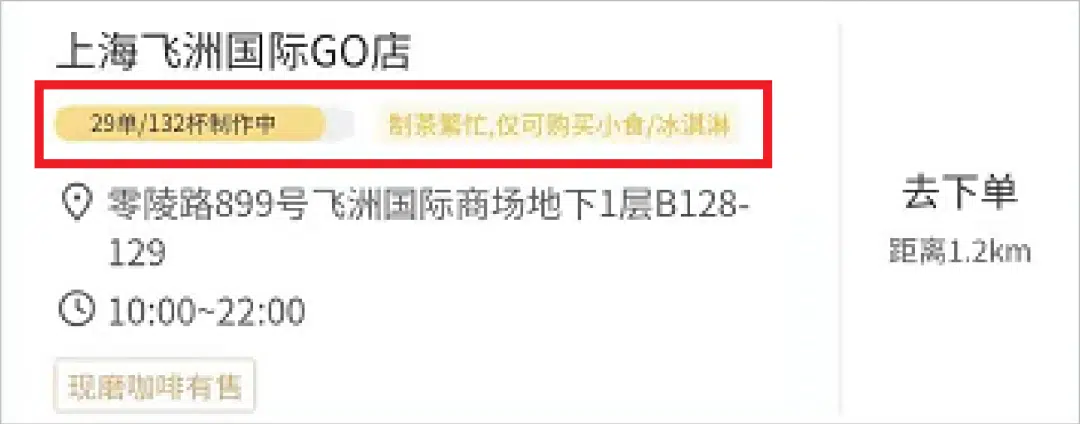 上海飞洲国际GO店
29单/132杯制作中
制茶繁忙,仅可购买小食/冰淇淋
零陵路899号飞洲国际商场地下1层B128-
129
10:00~22:00
现磨咖啡有售
去下单
距离1.2km